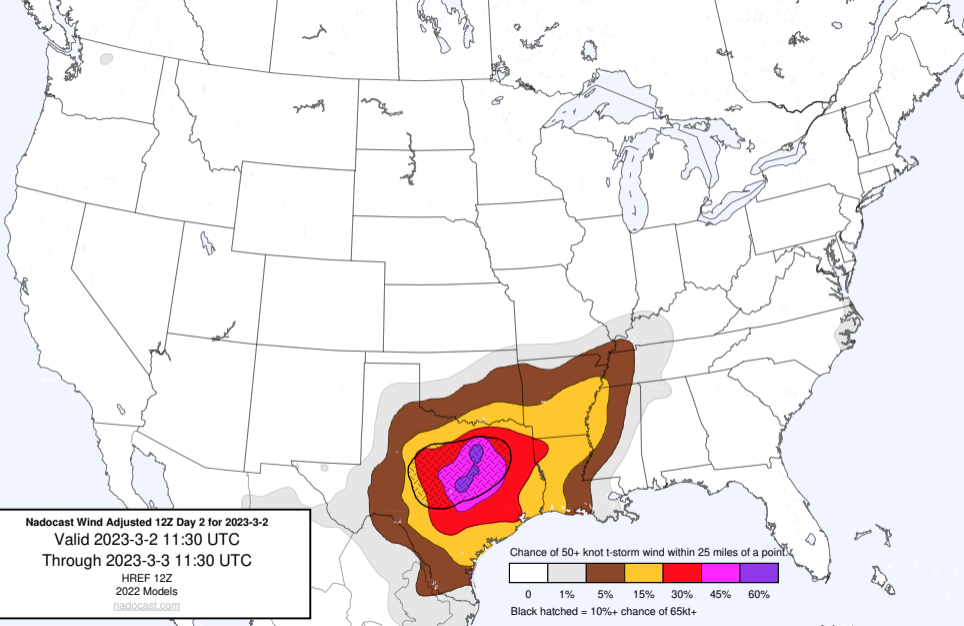 Nadocast Wind Adjusted 12Z Day 2 for 2023-3-2
Valid 2023-3-2 11:30 UTC
Through 2023-3-3 11:30 UTC
HREF 12Z
2022 Models
nadocast.com
Chance of 50+ knot t-storm wind within 25 miles of a point.
0 1% 5% 15% 30% 45% 60%
Black hatched = 10%+ chance of 65kt+